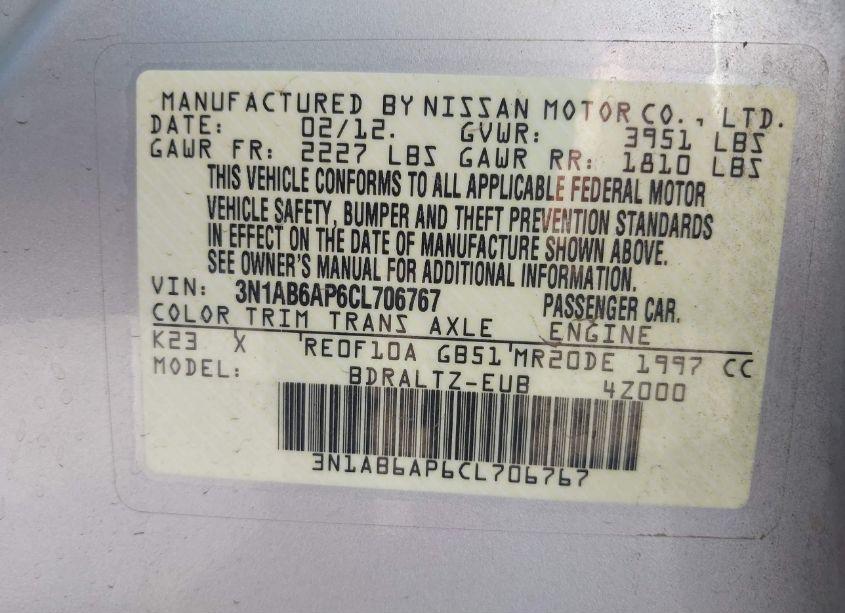 MANUFACTURED BY NISSAN MOTOR CO., LTD.
DATE: 02/12. GVWR: 3951 LBS
GAWR FR: 2227 LBS GAWR RR: 1810 LBS
THIS VEHICLE CONFORMS TO ALL APPLICABLE FEDERAL MOTOR
VEHICLE SAFETY, BUMPER AND THEFT PREVENTION STANDARDS
IN EFFECT ON THE DATE OF MANUFACTURE SHOWN ABOVE.
SEE OWNER'S MANUAL FOR ADDITIONAL INFORMATION.
VIN: 3N1AB6AP6CL706767 PASSENGER CAR.
COLOR TRIM TRANS AXLE ENGINE
K23 X RE0F10A GB51 MR20DE 1997 CC
MODEL: BDRALTZ-EUB 4Z000
3N1AB6AP6CL706767